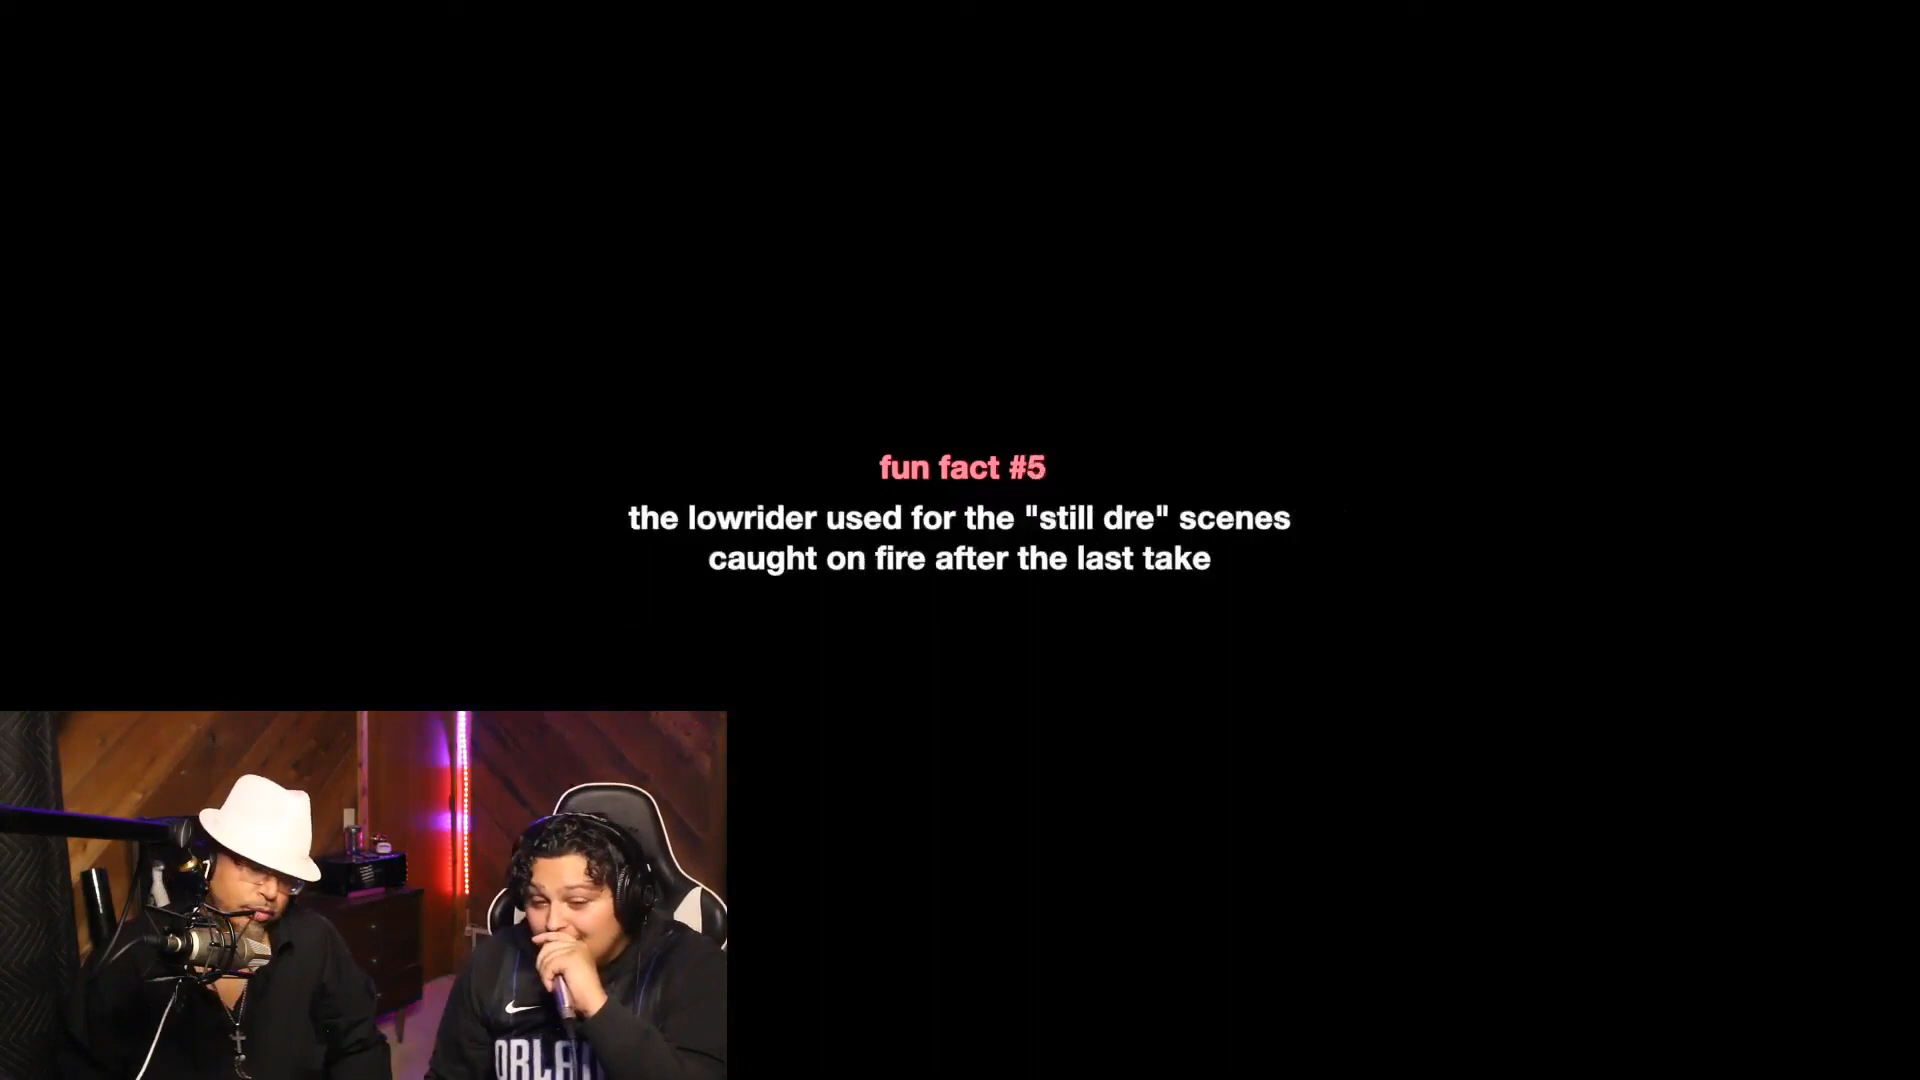 fun fact #5
the lowrider used for the "still dre" scenes
caught on fire after the last take